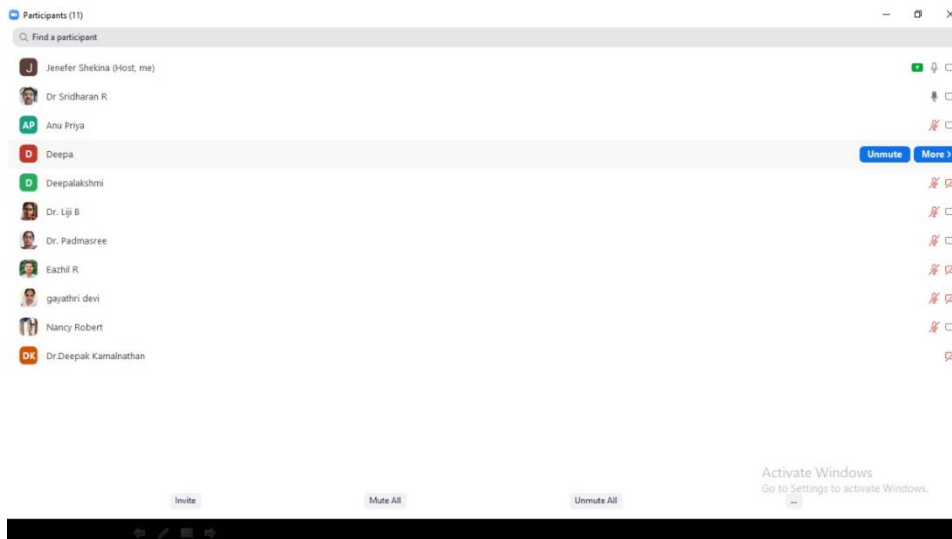 Participants (11)
Find a participant
J Jenefer Shekina (Host, me)
Dr Sridharan R
AP Anu Priya
D Deepa Unmute More >
D Deepalakshmi
Dr. Liji B
Dr. Padmasree
Eazhil R
gayathri devi
Nancy Robert
DK Dr.Deepak Kamalnathan
Activate Windows
Go to Settings to activate Windows.
Invite Mute All Unmute All ...